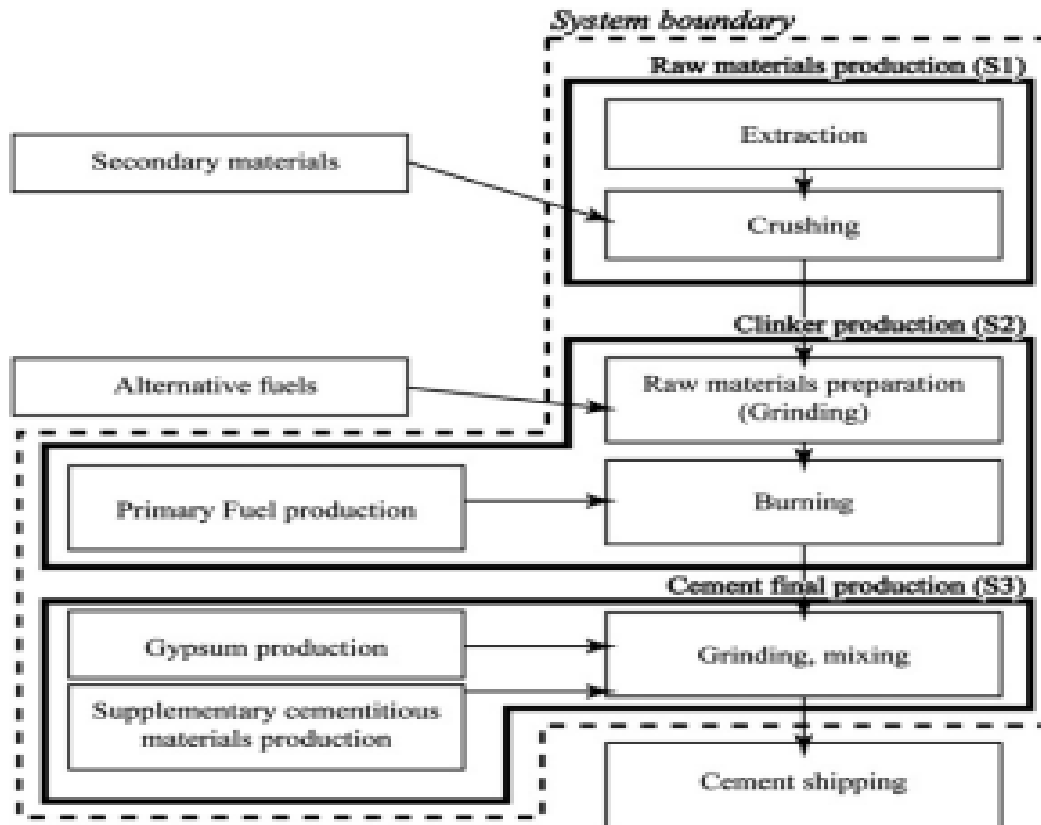 System boundary
Raw materials production (S1)
Extraction
Secondary materials
Crushing
Clinker production (S2)
Alternative fuels
Raw materials preparation
(Grinding)
Primary Fuel production
Burning
Cement final production (S3)
Gypsum production
Grinding, mixing
Supplementary cementitious
materials production
Cement shipping